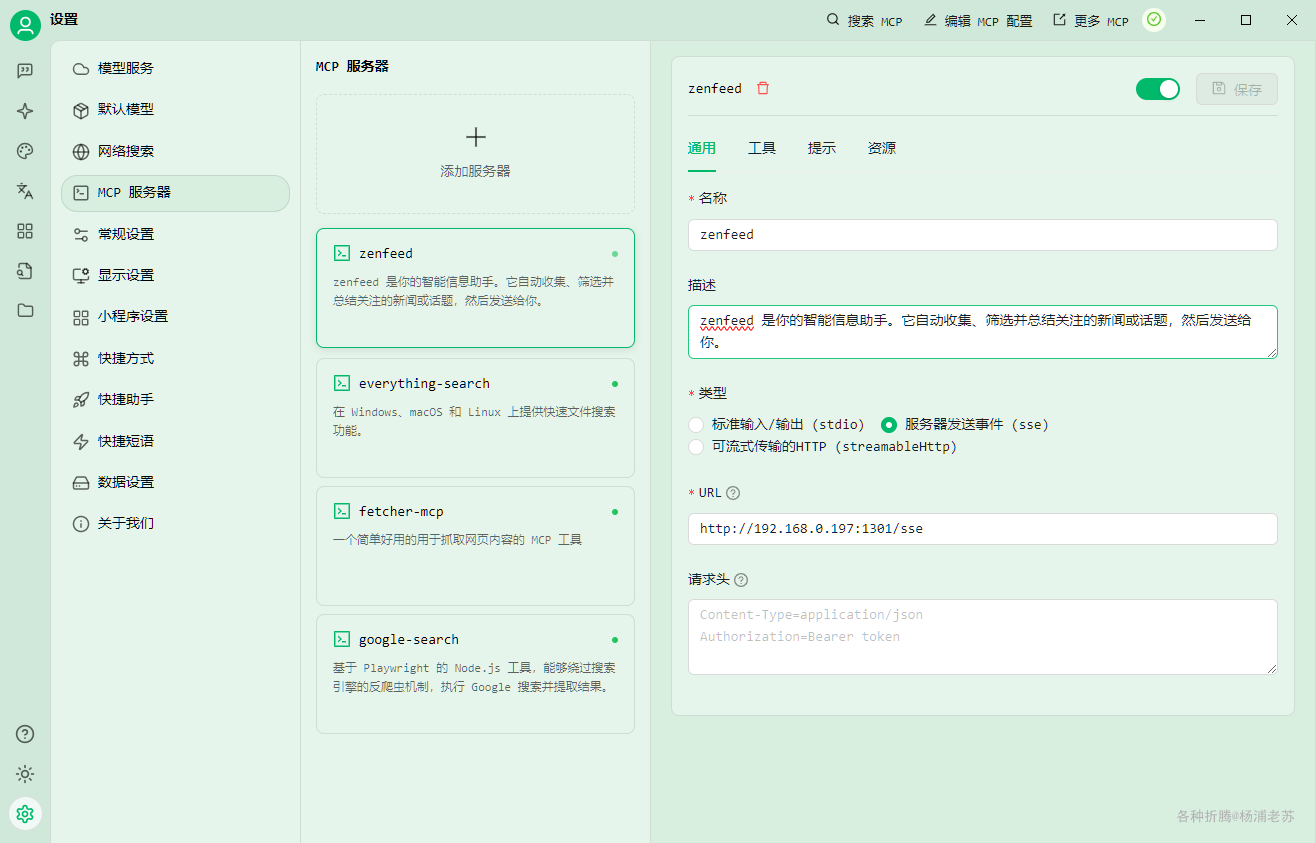 设置
搜索 MCP
编辑 MCP 配置
更多 MCP
模型服务
默认模型
网络搜索
MCP 服务器
常规设置
显示设置
小程序设置
快捷方式
快捷助手
快捷短语
数据设置
关于我们
MCP 服务器
添加服务器
zenfeed
zenfeed 是你的智能信息助手。它自动收集、筛选并
总结关注的新闻或话题，然后发送给你。
everything-search
在 Windows、macOS 和 Linux 上提供快速文件搜索
功能。
fetcher-mcp
一个简单好用的用于抓取网页内容的 MCP 工具
google-search
基于 Playwright 的 Node.js 工具，能够绕过搜索
引擎的反爬虫机制，执行 Google 搜索并提取结果。
zenfeed
保存
通用
工具
提示
资源
* 名称
zenfeed
描述
zenfeed 是你的智能信息助手。它自动收集、筛选并总结关注的新闻或话题，然后发送给
你。
* 类型
标准输入/输出 (stdio)
服务器发送事件 (sse)
可流式传输的HTTP (streamableHttp)
* URL
http://192.168.0.197:1301/sse
请求头
Content-Type=application/json
Authorization=Bearer token
各种折腾@杨浦老苏